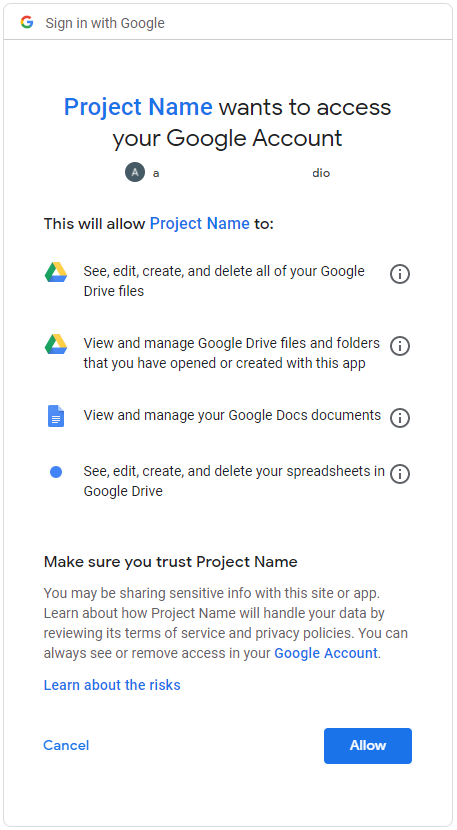 Sign in with Google
Project Name wants to access
your Google Account
A a dio
This will allow Project Name to:
See, edit, create, and delete all of your Google
Drive files
View and manage Google Drive files and folders
that you have opened or created with this app
View and manage your Google Docs documents
See, edit, create, and delete your spreadsheets in
Google Drive
Make sure you trust Project Name
You may be sharing sensitive info with this site or app.
Learn about how Project Name will handle your data by
reviewing its terms of service and privacy policies. You can
always see or remove access in your Google Account.
Learn about the risks
Cancel Allow